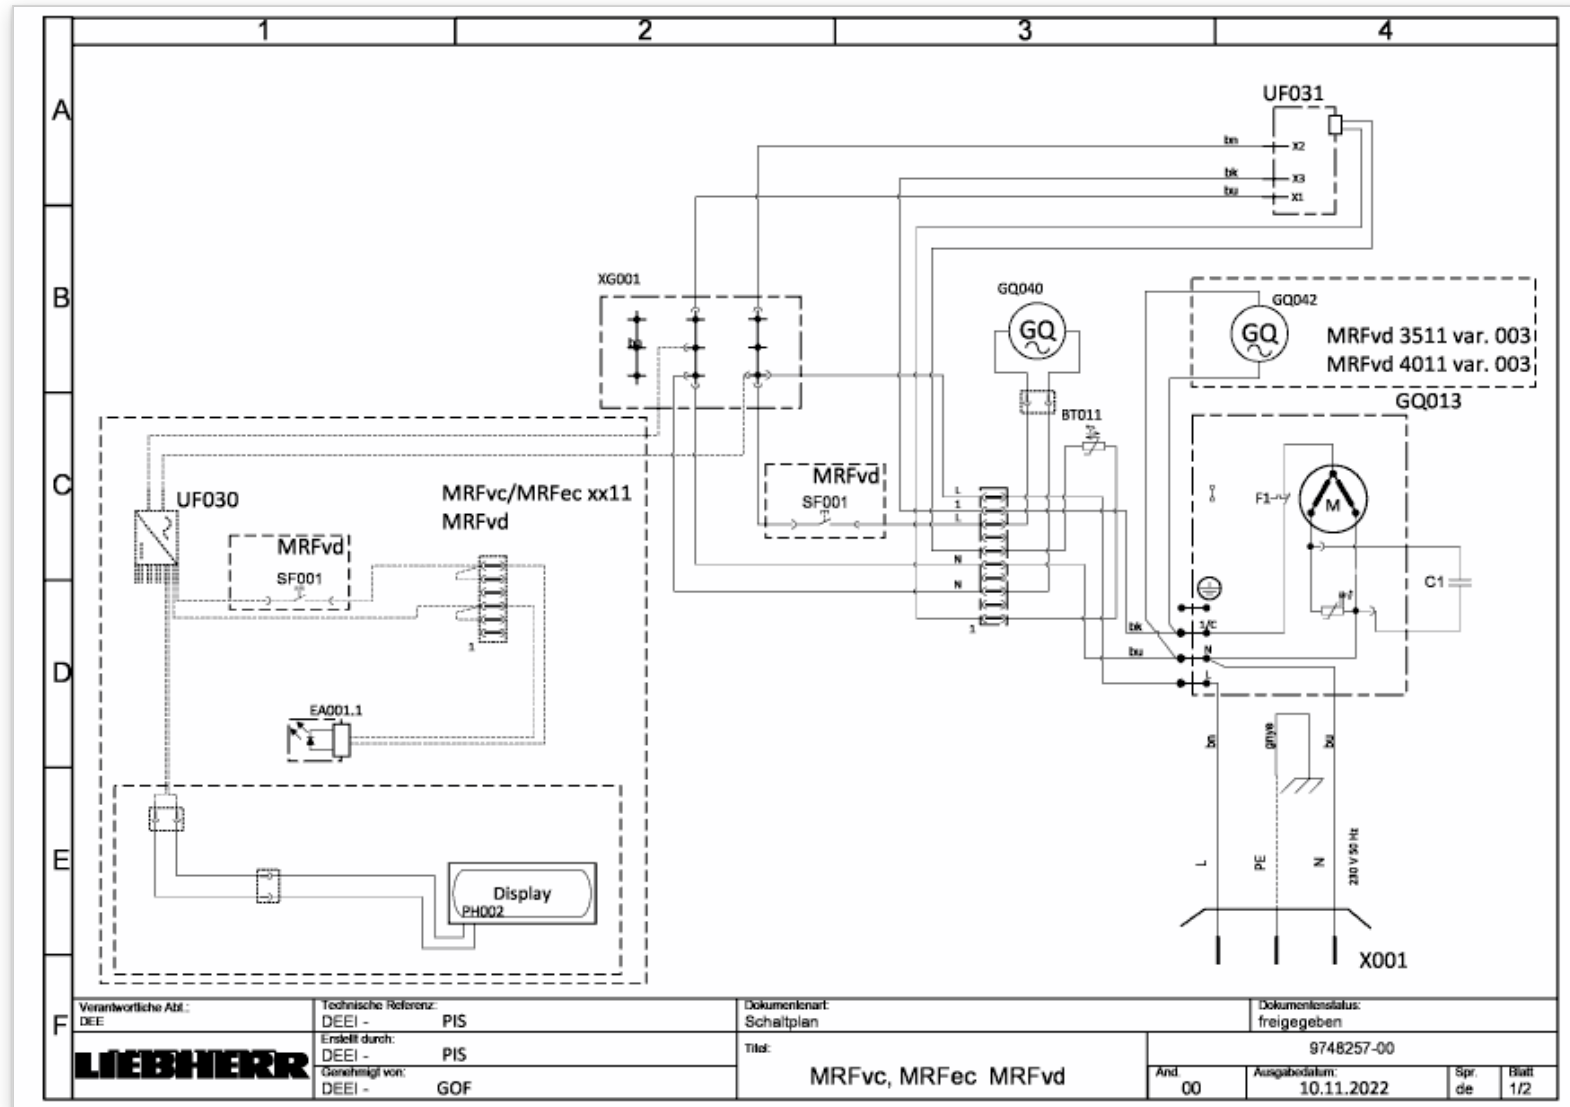 1 2 3 4
A
UF031
bn X2
bk X3
bu X1
B
XG001
GQ040
GQ
GQ042
GQ
MRFvd 3511 var. 003
MRFvd 4011 var. 003
GQ013
BT011
C
MRFvd
SF001
L
1
L
N
N
1
F1
M
C1
UF030
MRFvc/MRFec xx11
MRFvd
MRFvd
SF001
1
bk
1/C
bu
N
L
D
EA001.1
bn
gnye
bu
E
Display
PH002
L
PE
N
230 V 50 Hz
X001
F
Verantwortliche Abt.:
DEE
Technische Referenz:
DEEI - PIS
Dokumentenart:
Schaltplan
Dokumentenstatus:
freigegeben
LIEBHERR
Erstellt durch:
DEEI - PIS
Titel:
9748257-00
Genehmigt von:
DEEI - GOF
MRFvc, MRFec MRFvd
Änd.
00
Ausgabedatum:
10.11.2022
Spr.
de
Blatt
1/2